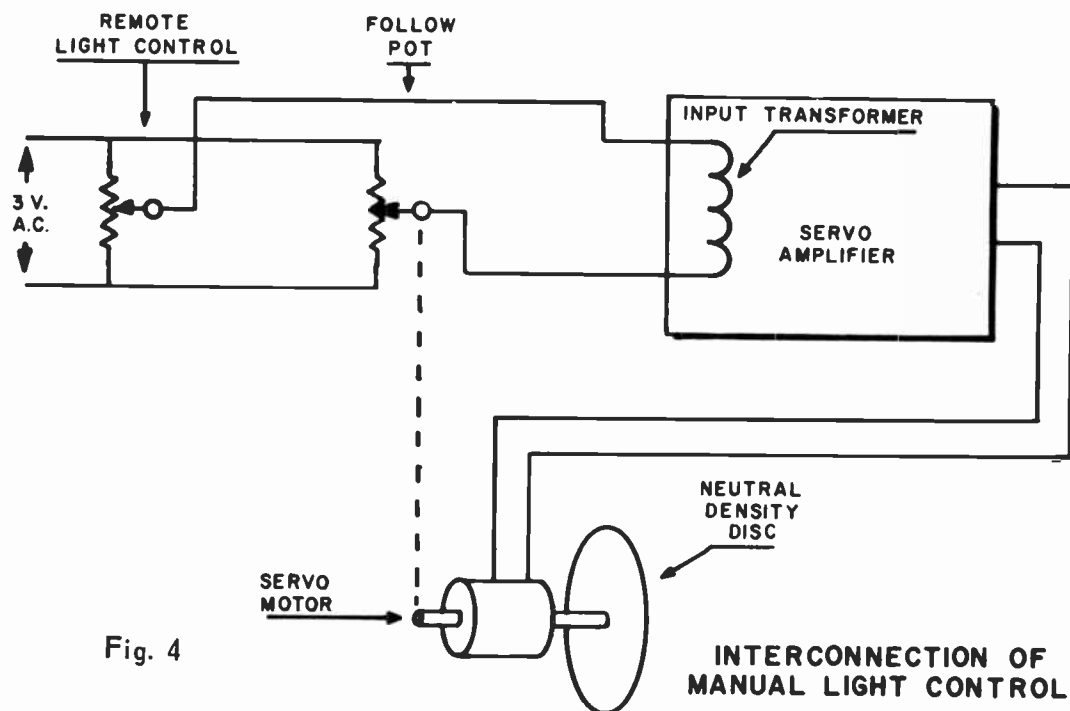 REMOTE
LIGHT CONTROL
FOLLOW
POT
INPUT TRANSFORMER
3 V.
A.C.
SERVO
AMPLIFIER
NEUTRAL
DENSITY
DISC
SERVO
MOTOR
Fig. 4
INTERCONNECTION OF
MANUAL LIGHT CONTROL